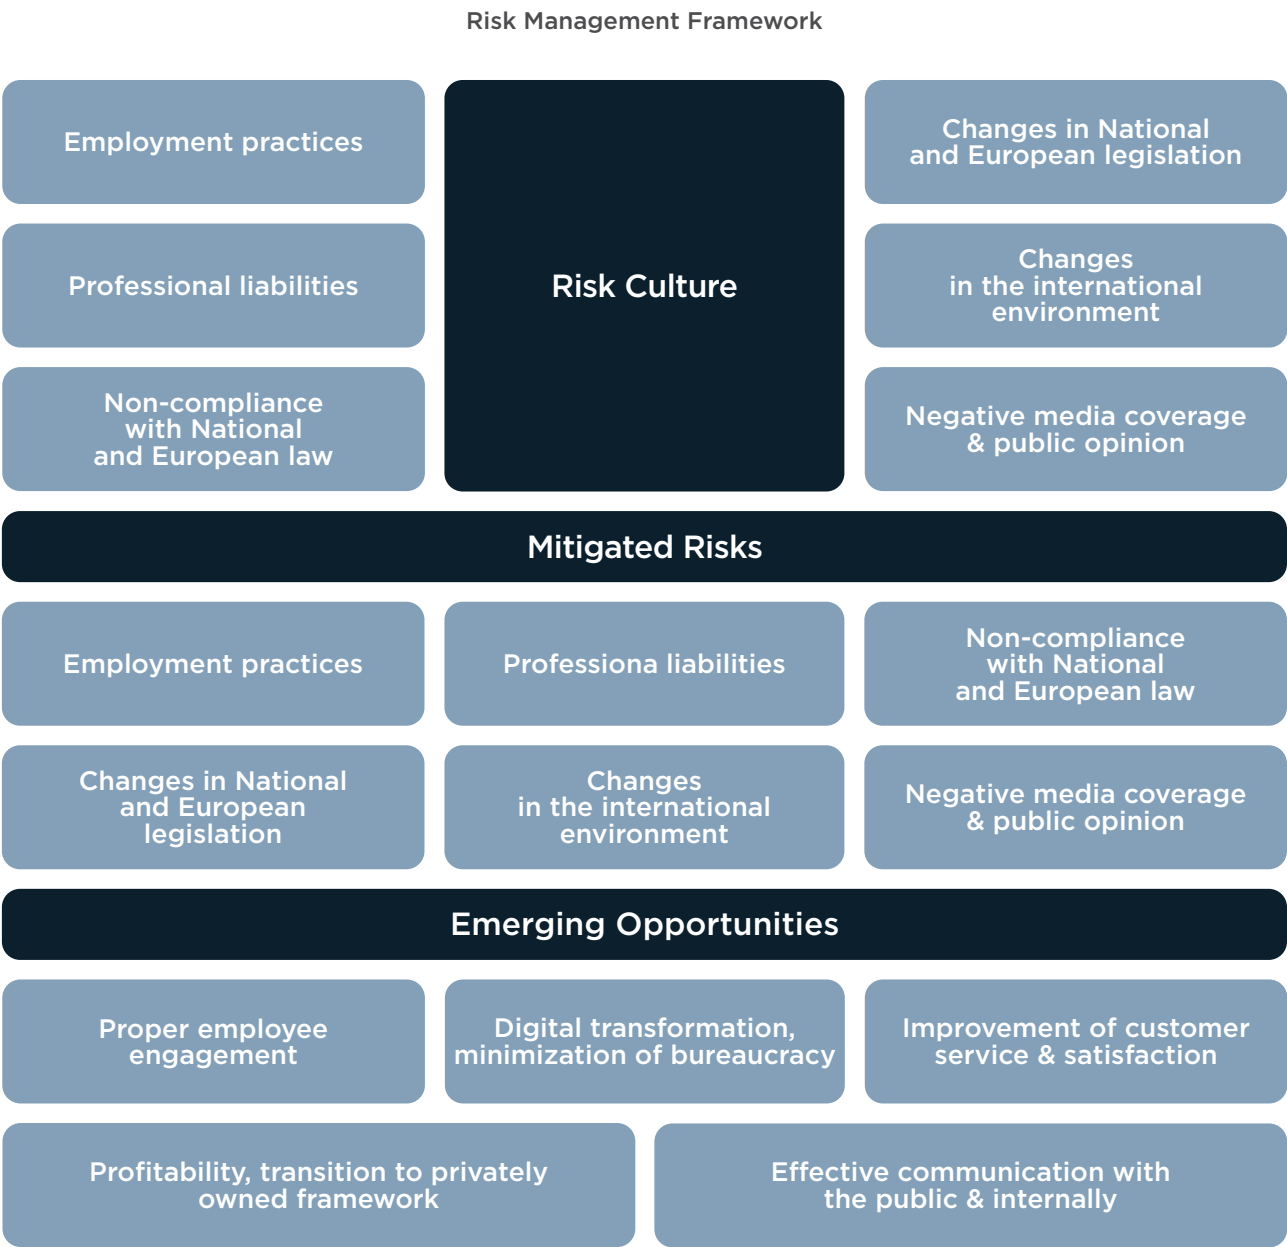 Risk Management Framework
Employment practices
Professional liabilities
Non-compliance
with National
and European law
Risk Culture
Changes in National
and European legislation
Changes
in the international
environment
Negative media coverage
& public opinion
Mitigated Risks
Employment practices
Professiona liabilities
Non-compliance
with National
and European law
Changes in National
and European
legislation
Changes
in the international
environment
Negative media coverage
& public opinion
Emerging Opportunities
Proper employee
engagement
Digital transformation,
minimization of bureaucracy
Improvement of customer
service & satisfaction
Profitability, transition to privately
owned framework
Effective communication with
the public & internally